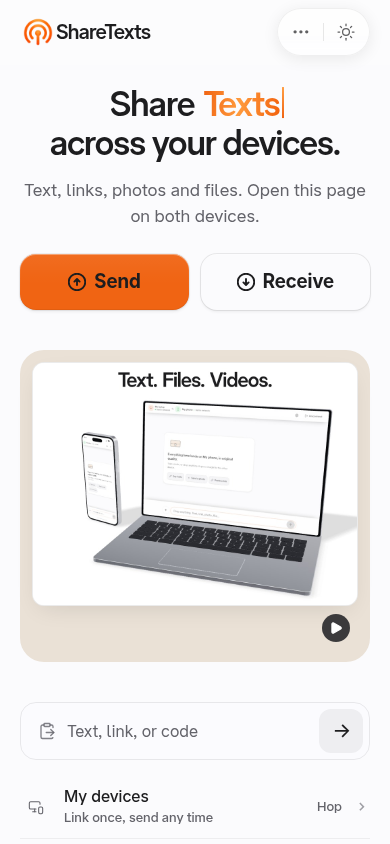 ShareTexts
Share Texts
across your devices.
Text, links, photos and files. Open this page
on both devices.
Send
Receive
Text. Files. Videos.
Text, link, or code
My devices
Link once, send any time
Hop